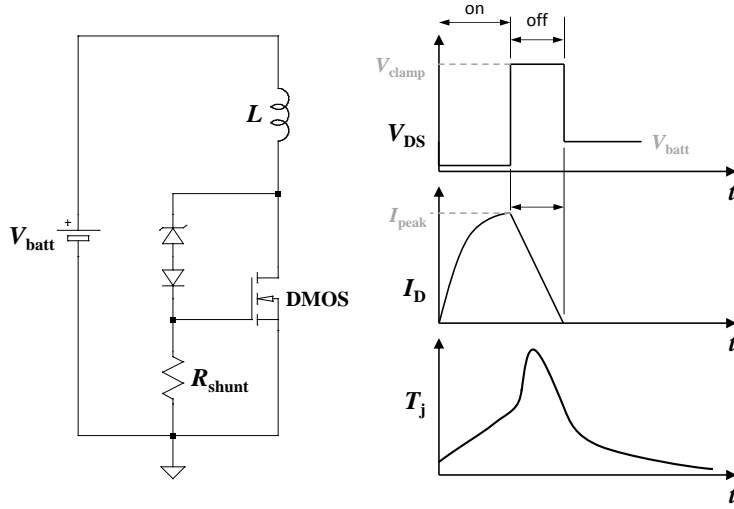 L
+
V_batt
DMOS
R_shunt
on
off
V_clamp
V_DS
V_batt
t
I_peak
I_D
t
T_j
t